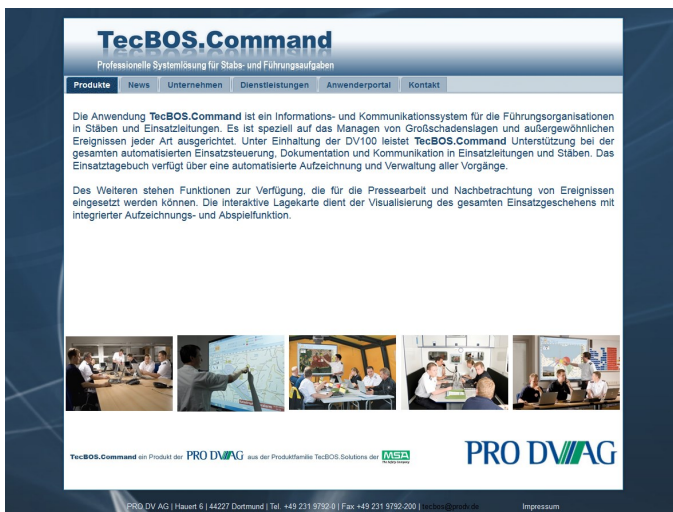 TecBOS.Command
Professionelle Systemlösung für Stabs- und Führungsaufgaben
Produkte News Unternehmen Dienstleistungen Anwenderportal Kontakt
Die Anwendung TecBOS.Command ist ein Informations- und Kommunikationssystem für die Führungsorganisationen
in Stäben und Einsatzleitungen. Es ist speziell auf das Managen von Großschadenslagen und außergewöhnlichen
Ereignissen jeder Art ausgerichtet. Unter Einhaltung der DV100 leistet TecBOS.Command Unterstützung bei der
gesamten automatisierten Einsatzsteuerung, Dokumentation und Kommunikation in Einsatzleitungen und Stäben. Das
Einsatztagebuch verfügt über eine automatisierte Aufzeichnung und Verwaltung aller Vorgänge.
Des Weiteren stehen Funktionen zur Verfügung, die für die Pressearbeit und Nachbetrachtung von Ereignissen
eingesetzt werden können. Die interaktive Lagekarte dient der Visualisierung des gesamten Einsatzgeschehens mit
integrierter Aufzeichnungs- und Abspielfunktion.
TecBOS.Command ein Produkt der PRO DV AG aus der Produktfamilie TecBOS.Solutions der MSA
The Safety Company
PRO DV AG
PRO DV AG | Hauert 6 | 44227 Dortmund | Tel. +49 231 9792-0 | Fax +49 231 9792-200 | tecbos@prodv.de Impressum